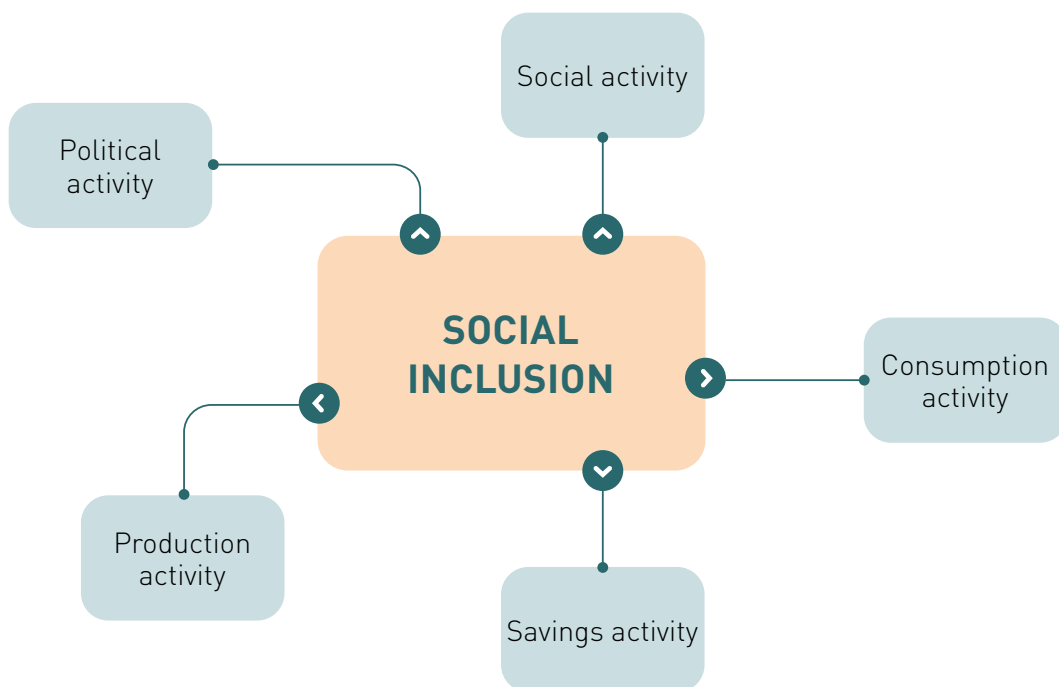 Social activity
Political
activity
SOCIAL
INCLUSION
Consumption
activity
Production
activity
Savings activity